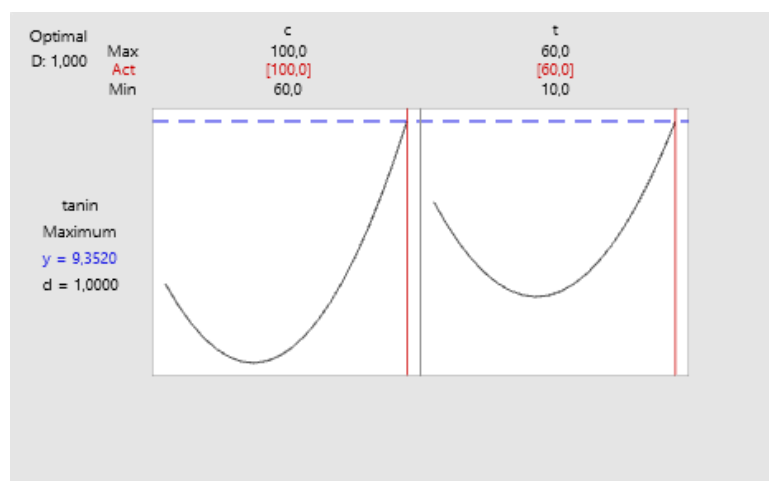 Optimal
D: 1,000
c t
Max 100,0 60,0
Act [100,0] [60,0]
Min 60,0 10,0
tanin
Maximum
y = 9,3520
d = 1,0000